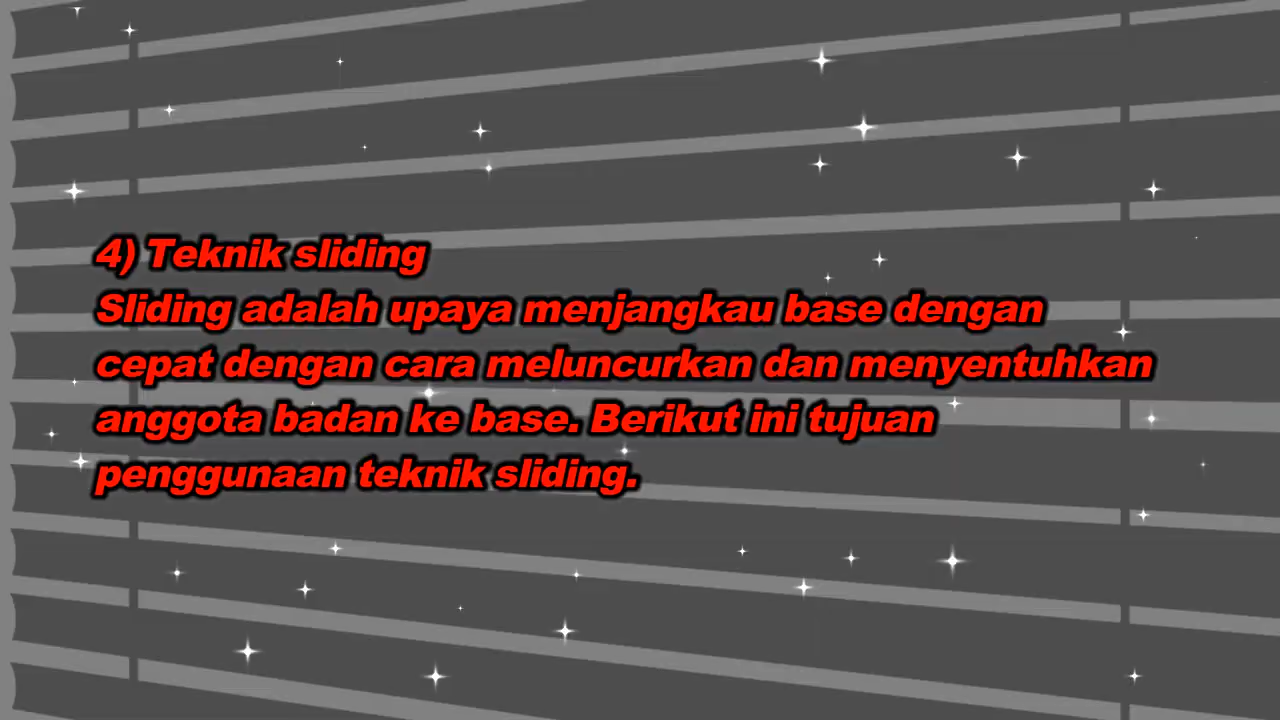 4) Teknik sliding
Sliding adalah upaya menjangkau base dengan
cepat dengan cara meluncurkan dan menyentuhkan
anggota badan ke base. Berikut ini tujuan
penggunaan teknik sliding.